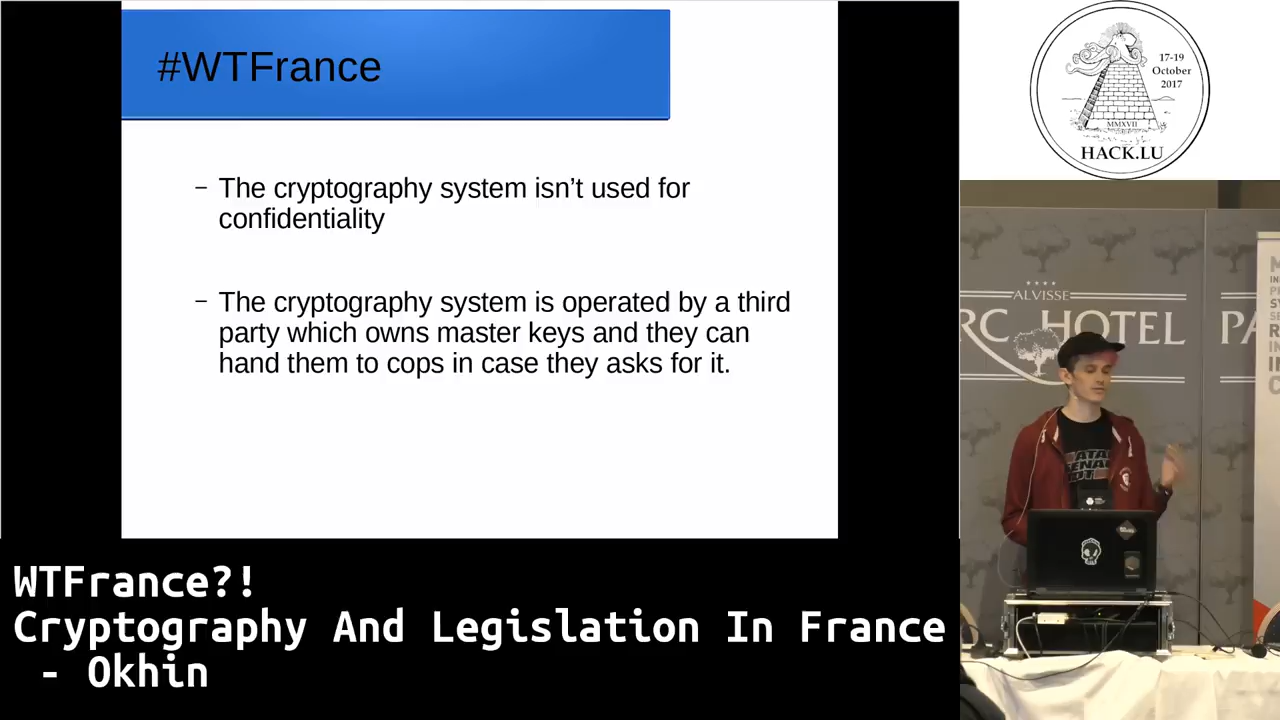 #WTFrance
– The cryptography system isn't used for
confidentiality
– The cryptography system is operated by a third
party which owns master keys and they can
hand them to cops in case they asks for it.
17-19
October
2017
MMXVII
HACK.LU
ALVISSE
RC HOTEL
PA
WTFrance?!
Cryptography And Legislation In France
- Okhin